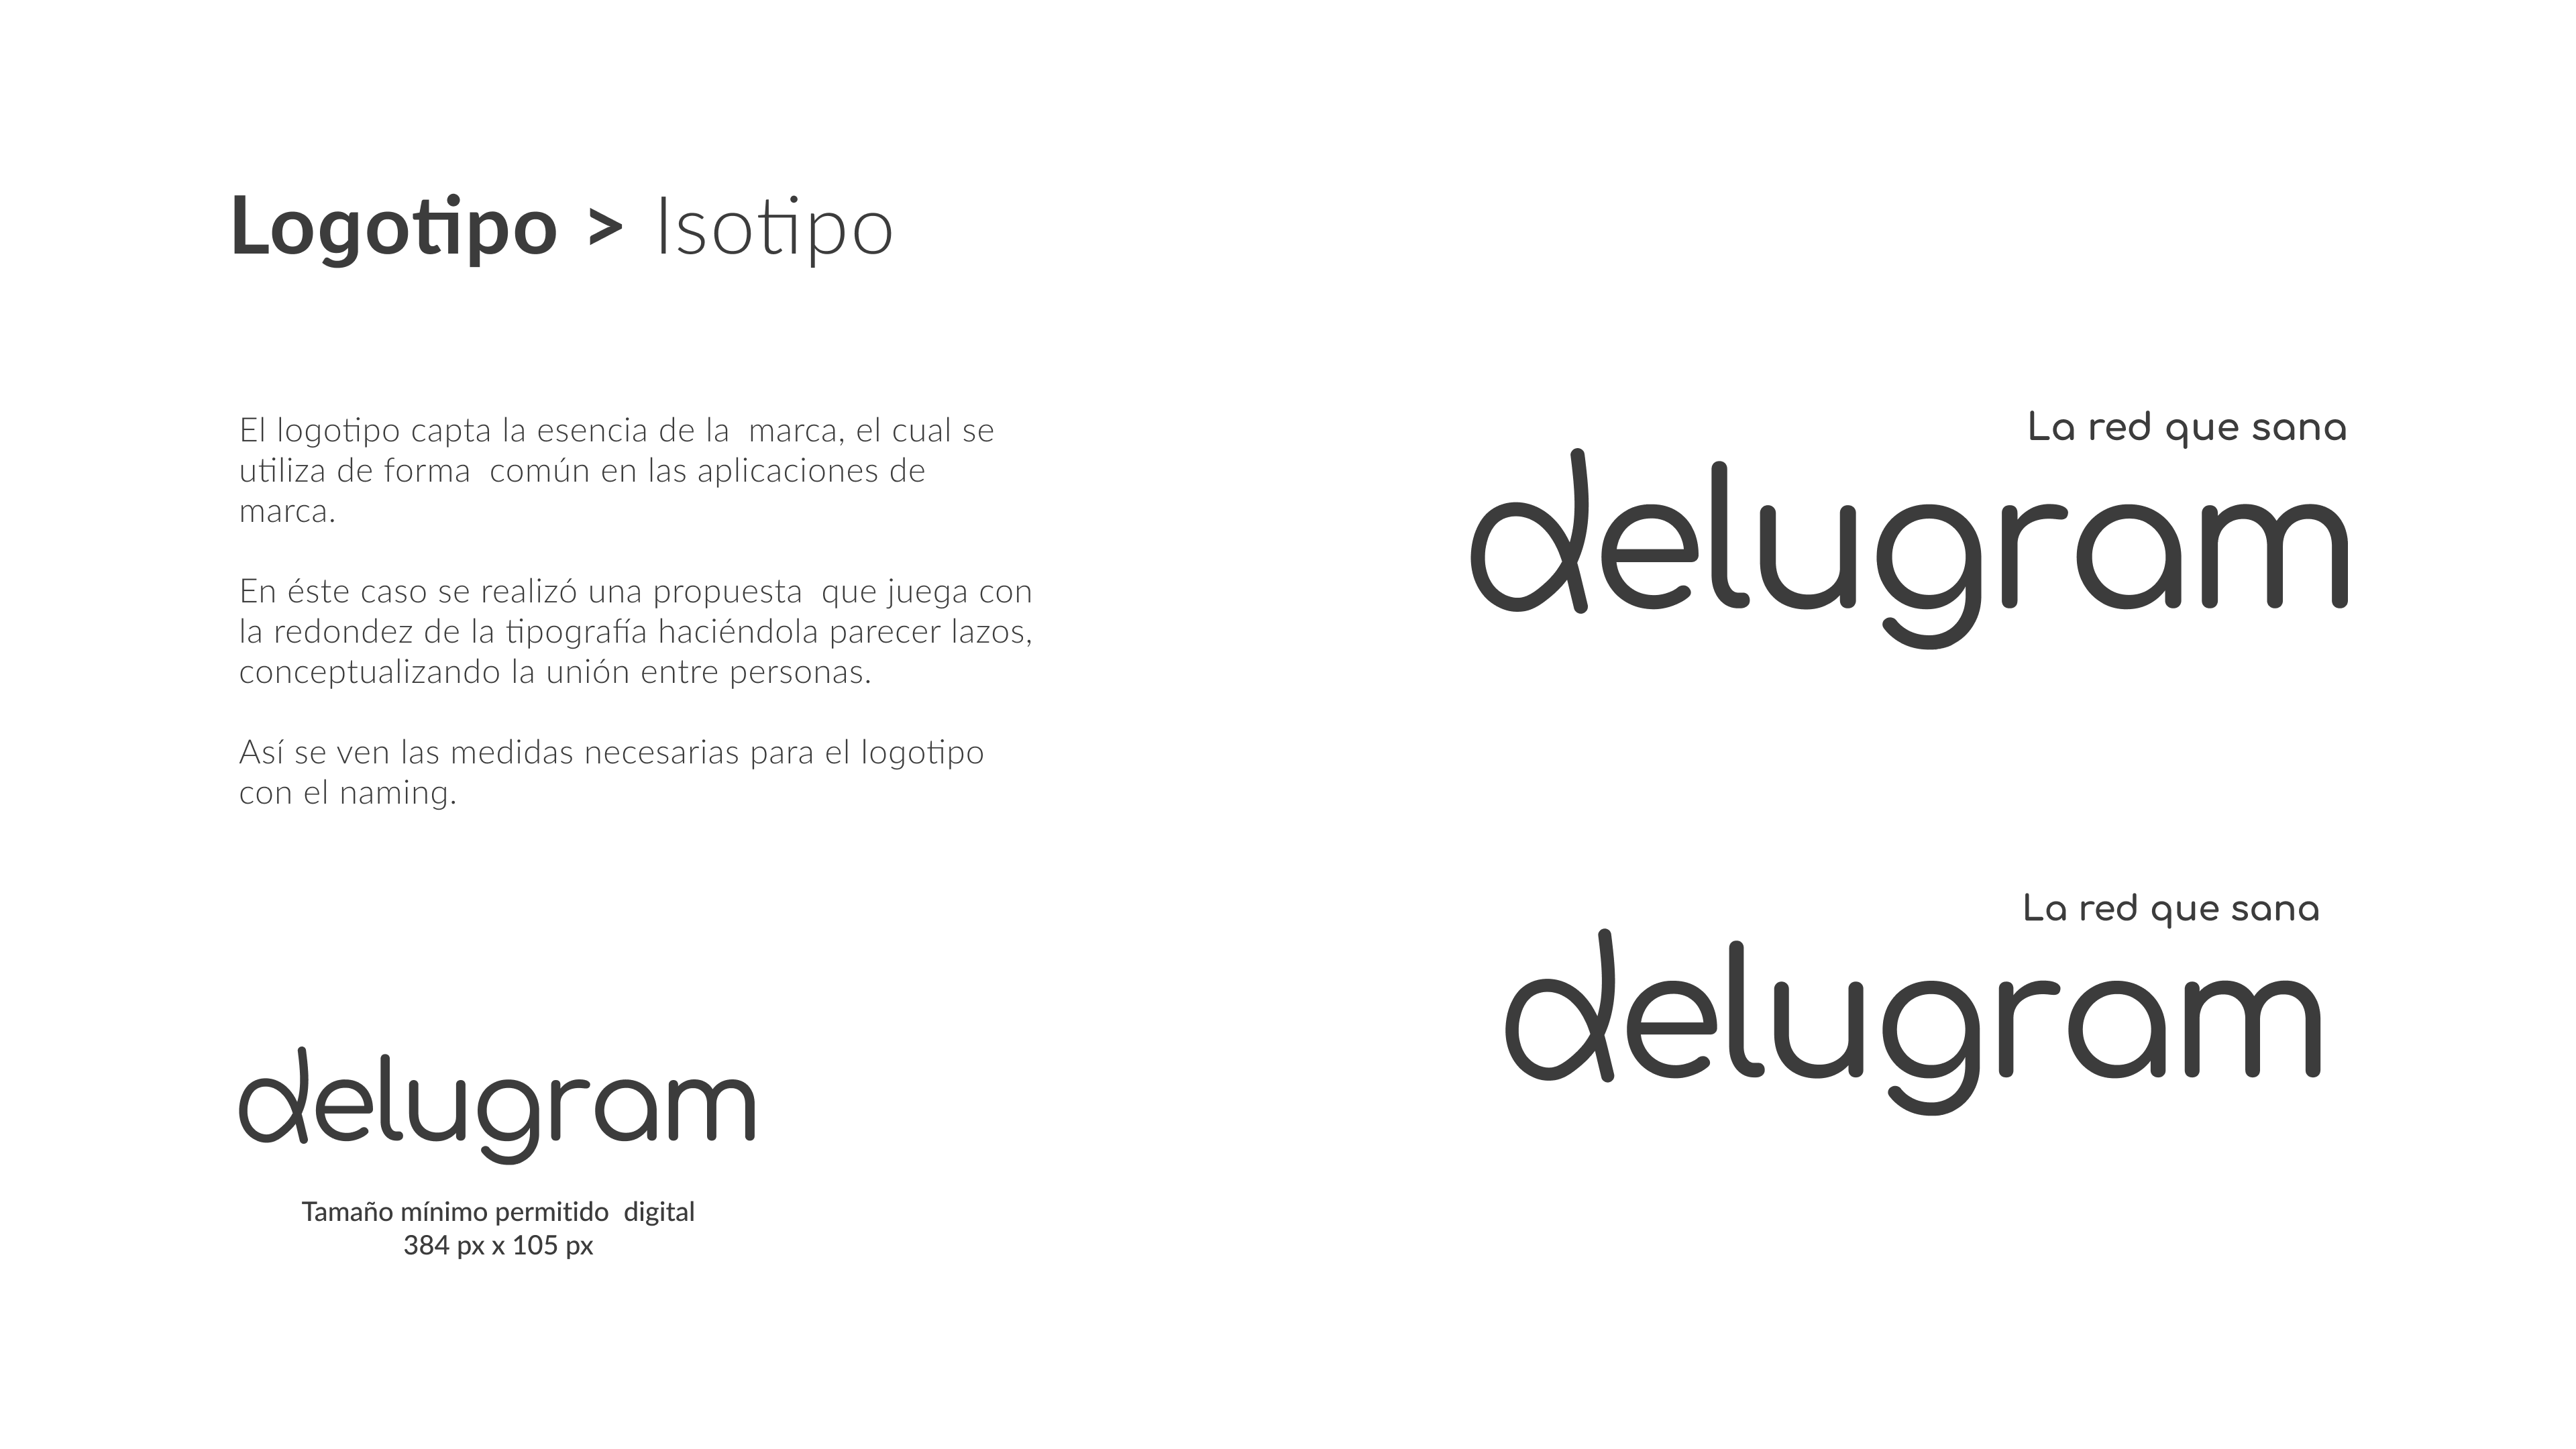 Logotipo > Isotipo
El logotipo capta la esencia de la  marca, el cual se
utiliza de forma  común en las aplicaciones de
marca.
En éste caso se realizó una propuesta  que juega con
la redondez de la tipografía haciéndola parecer lazos,
conceptualizando la unión entre personas.
Así se ven las medidas necesarias para el logotipo
con el naming.
delugram
Tamaño mínimo permitido  digital
384 px x 105 px
La red que sana
delugram
La red que sana
delugram